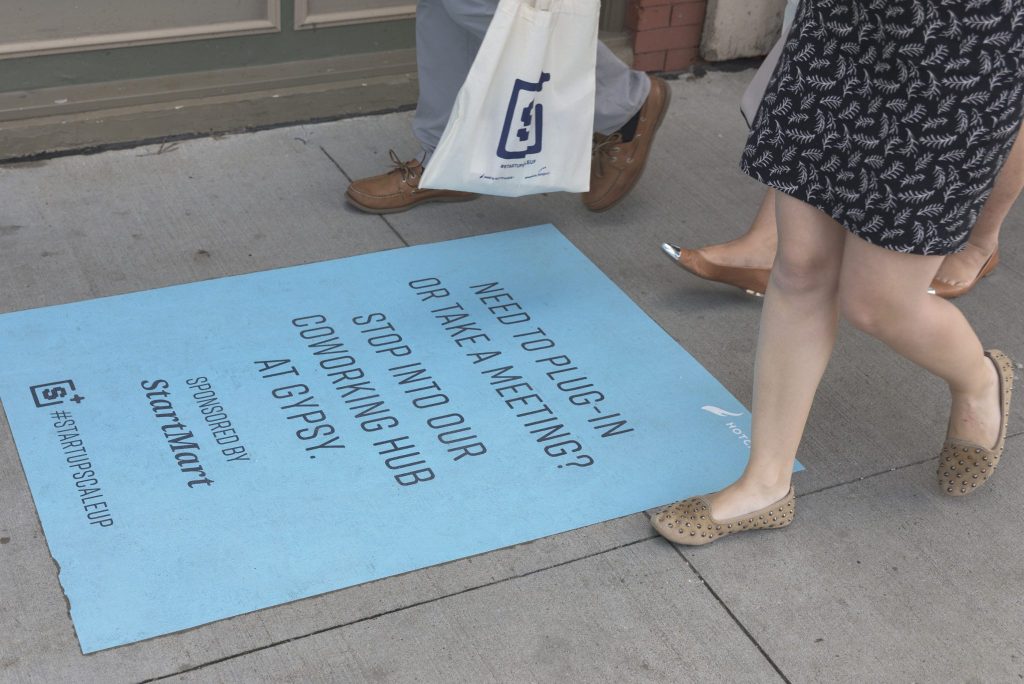 NEED TO PLUG-IN
OR TAKE A MEETING?
STOP INTO OUR
COWORKING HUB
AT GYPSY.
SPONSORED BY
StartMart
S+
#STARTUPSCALEUP